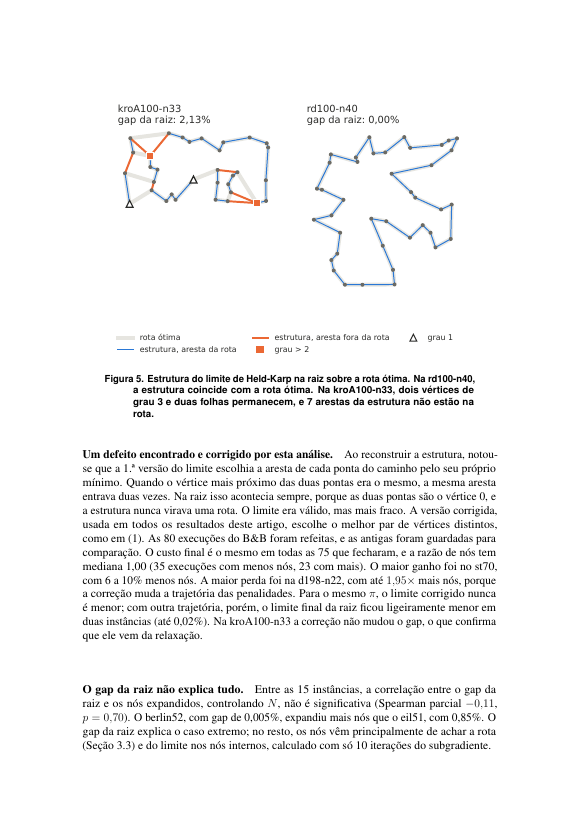 kroA100-n33
gap da raiz: 2,13%
rd100-n40
gap da raiz: 0,00%
rota ótima
estrutura, aresta da rota
estrutura, aresta fora da rota
grau > 2
grau 1
Figura 5. Estrutura do limite de Held-Karp na raiz sobre a rota ótima. Na rd100-n40,
a estrutura coincide com a rota ótima. Na kroA100-n33, dois vértices de
grau 3 e duas folhas permanecem, e 7 arestas da estrutura não estão na
rota.
Um defeito encontrado e corrigido por esta análise. Ao reconstruir a estrutura, notou-
se que a 1.ª versão do limite escolhia a aresta de cada ponta do caminho pelo seu próprio
mínimo. Quando o vértice mais próximo das duas pontas era o mesmo, a mesma aresta
entrava duas vezes. Na raiz isso acontecia sempre, porque as duas pontas são o vértice 0, e
a estrutura nunca virava uma rota. O limite era válido, mas mais fraco. A versão corrigida,
usada em todos os resultados deste artigo, escolhe o melhor par de vértices distintos,
como em (1). As 80 execuções do B&B foram refeitas, e as antigas foram guardadas para
comparação. O custo final é o mesmo em todas as 75 que fecharam, e a razão de nós tem
mediana 1,00 (35 execuções com menos nós, 23 com mais). O maior ganho foi no st70,
com 6 a 10% menos nós. A maior perda foi na d198-n22, com até 1,95× mais nós, porque
a correção muda a trajetória das penalidades. Para o mesmo π, o limite corrigido nunca
é menor; com outra trajetória, porém, o limite final da raiz ficou ligeiramente menor em
duas instâncias (até 0,02%). Na kroA100-n33 a correção não mudou o gap, o que confirma
que ele vem da relaxação.
O gap da raiz não explica tudo. Entre as 15 instâncias, a correlação entre o gap da
raiz e os nós expandidos, controlando N, não é significativa (Spearman parcial −0,11,
p = 0,70). O berlin52, com gap de 0,005%, expandiu mais nós que o eil51, com 0,85%. O
gap da raiz explica o caso extremo; no resto, os nós vêm principalmente de achar a rota
(Seção 3.3) e do limite nos nós internos, calculado com só 10 iterações do subgradiente.